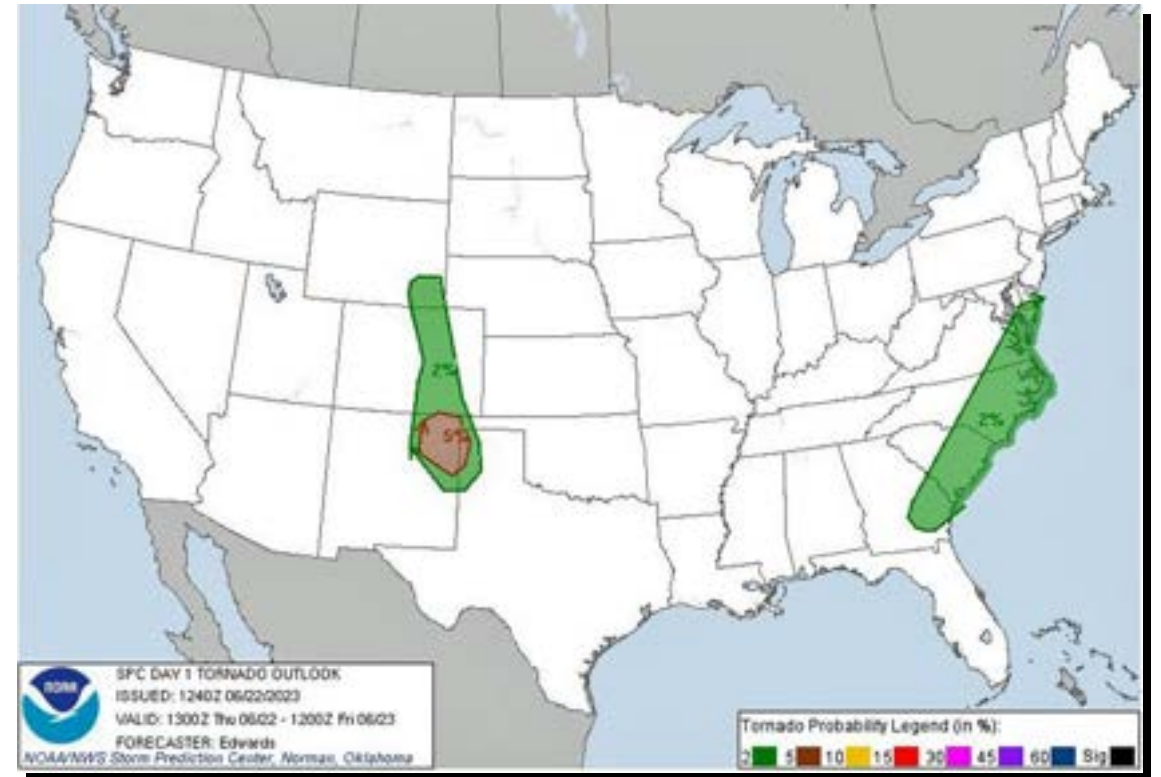 2%
5%
2%
NOAA
SPC DAY 1 TORNADO OUTLOOK
ISSUED: 1240Z 06/22/2023
VALID: 1300Z Thu 06/22 - 1200Z Fri 06/23
FORECASTER: Edwards
NOAA/NWS Storm Prediction Center, Norman, Oklahoma
Tornado Probability Legend (in %):
2 5 10 15 30 45 60 Sig